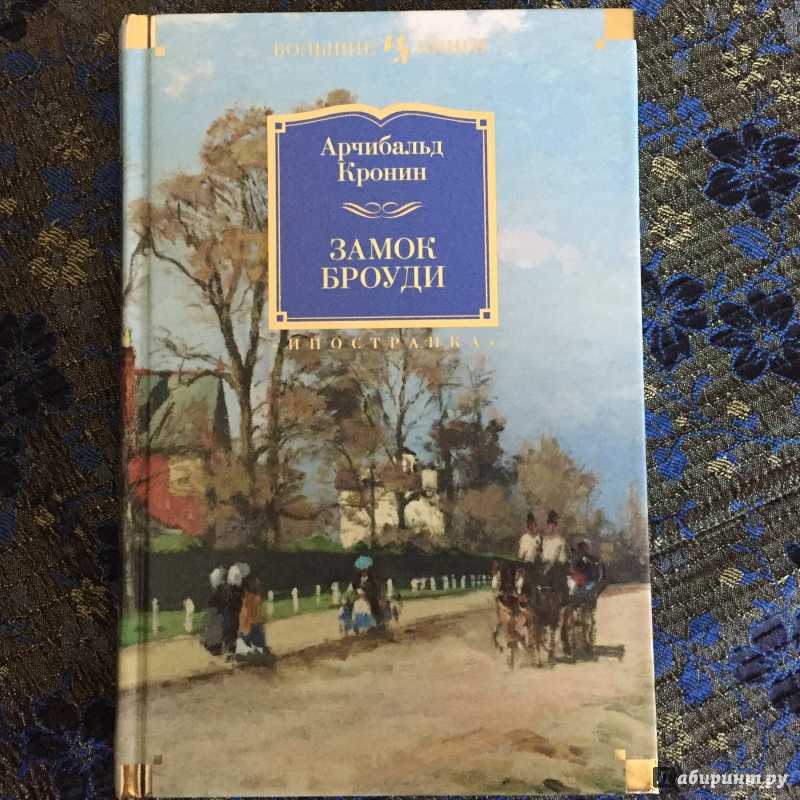 БОЛЬШИЕ КНИГИ
Арчибальд
Кронин
ЗАМОК
БРОУДИ
ИНОСТРАНКА
Лабиринт.ру